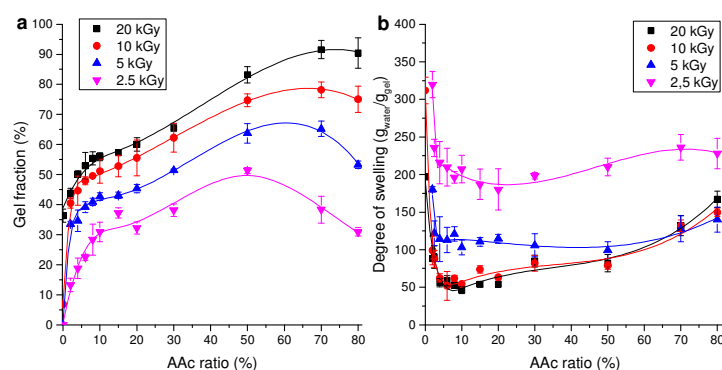 a
20 kGy
10 kGy
5 kGy
2.5 kGy
Gel fraction (%)
100
90
80
70
60
50
40
30
20
10
0
0 10 20 30 40 50 60 70 80
AAc ratio (%)
b
20 kGy
10 kGy
5 kGy
2,5 kGy
Degree of swelling (g_water/g_gel)
400
350
300
250
200
150
100
50
0
0 10 20 30 40 50 60 70 80
AAc ratio (%)